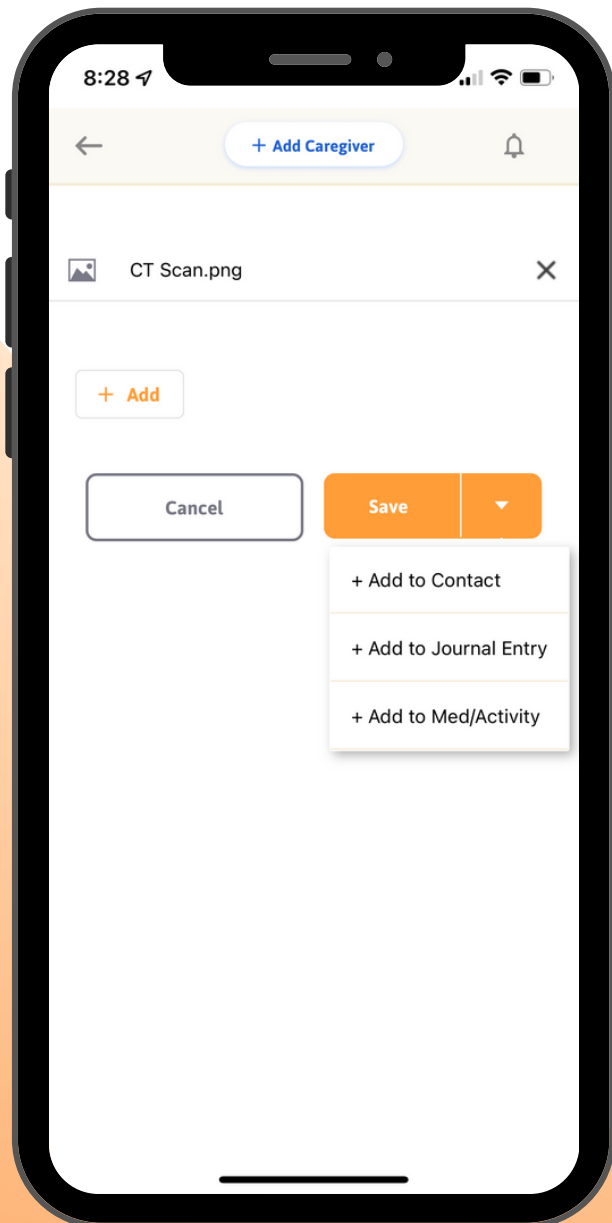 8:28
+ Add Caregiver
CT Scan.png
+ Add
Cancel
Save
+ Add to Contact
+ Add to Journal Entry
+ Add to Med/Activity